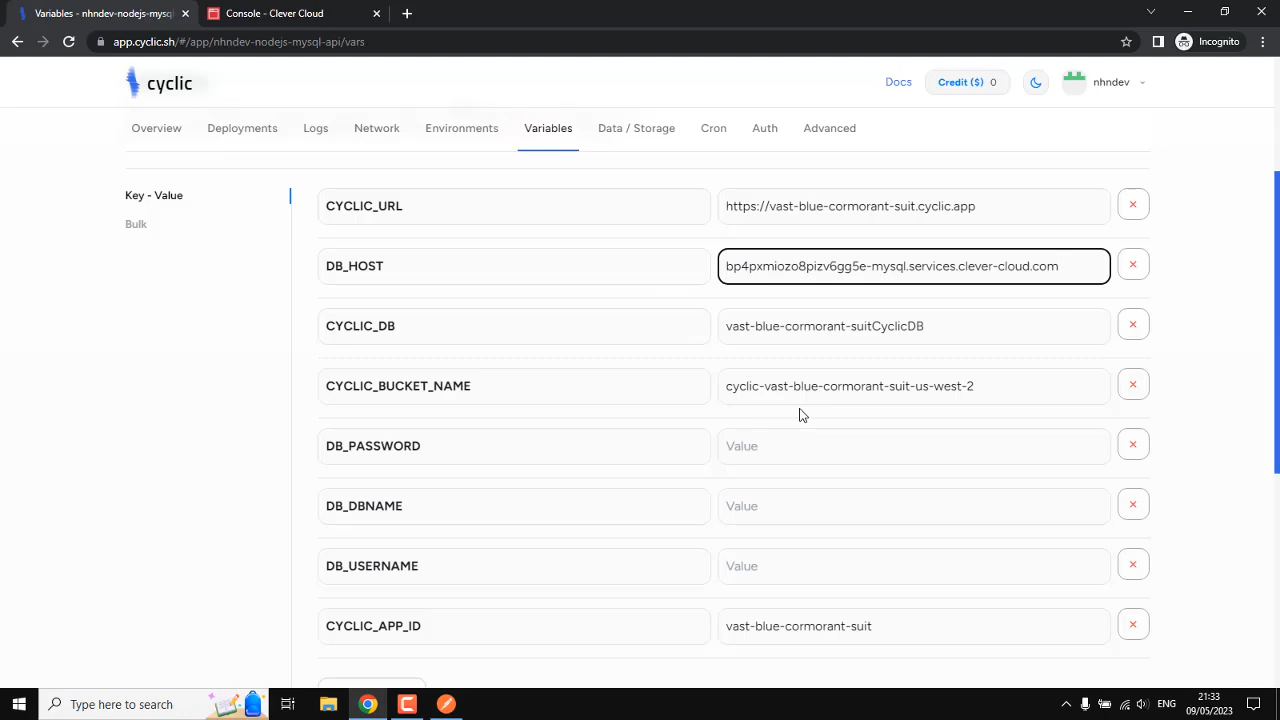 Variables - nhndev-nodejs-mysql
Console - Clever Cloud
app.cyclic.sh/#/app/nhndev-nodejs-mysql-api/vars
Incognito
cyclic
Docs
Credit ($) 0
nhndev
Overview
Deployments
Logs
Network
Environments
Variables
Data / Storage
Cron
Auth
Advanced
Key - Value
Bulk
CYCLIC_URL
https://vast-blue-cormorant-suit.cyclic.app
DB_HOST
bp4pxmiozo8pizv6gg5e-mysql.services.clever-cloud.com
CYCLIC_DB
vast-blue-cormorant-suitCyclicDB
CYCLIC_BUCKET_NAME
cyclic-vast-blue-cormorant-suit-us-west-2
DB_PASSWORD
Value
DB_DBNAME
Value
DB_USERNAME
Value
CYCLIC_APP_ID
vast-blue-cormorant-suit
Type here to search
ENG
21:33
09/05/2023